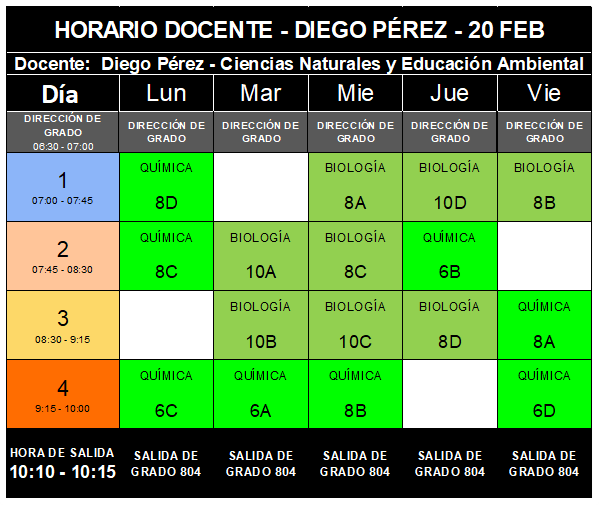 HORARIO DOCENTE - DIEGO PÉREZ - 20 FEB
Docente: Diego Pérez - Ciencias Naturales y Educación Ambiental
Día Lun Mar Mie Jue Vie
DIRECCIÓN DE GRADO 06:30 - 07:00 DIRECCIÓN DE GRADO DIRECCIÓN DE GRADO DIRECCIÓN DE GRADO DIRECCIÓN DE GRADO DIRECCIÓN DE GRADO
1 07:00 - 07:45 QUÍMICA 8D BIOLOGÍA 8A BIOLOGÍA 10D BIOLOGÍA 8B
2 07:45 - 08:30 QUÍMICA 8C BIOLOGÍA 10A BIOLOGÍA 8C QUÍMICA 6B
3 08:30 - 9:15 BIOLOGÍA 10B BIOLOGÍA 10C BIOLOGÍA 8D QUÍMICA 8A
4 9:15 - 10:00 QUÍMICA 6C QUÍMICA 6A QUÍMICA 8B QUÍMICA 6D
HORA DE SALIDA 10:10 - 10:15 SALIDA DE GRADO 804 SALIDA DE GRADO 804 SALIDA DE GRADO 804 SALIDA DE GRADO 804 SALIDA DE GRADO 804